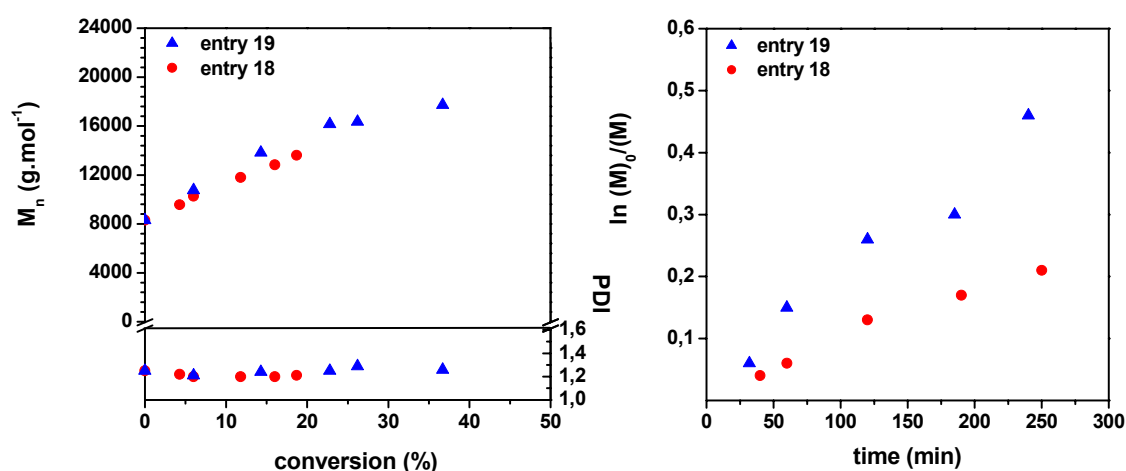 24000
20000
16000
12000
8000
4000
0
M_n (g.mol⁻¹)
entry 19
entry 18
1,6
1,4
1,2
1,0
PDI
0 10 20 30 40 50
conversion (%)
0,6
0,5
0,4
0,3
0,2
0,1
ln (M)₀/(M)
entry 19
entry 18
0 50 100 150 200 250 300
time (min)